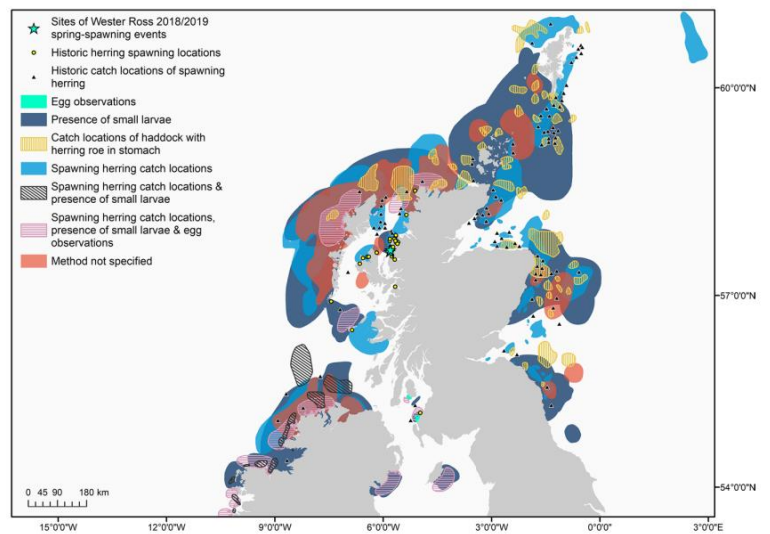 Sites of Wester Ross 2018/2019
spring-spawning events
Historic herring spawning locations
Historic catch locations of spawning
herring
Egg observations
Presence of small larvae
Catch locations of haddock with
herring roe in stomach
Spawning herring catch locations
Spawning herring catch locations &
presence of small larvae
Spawning herring catch locations,
presence of small larvae & egg
observations
Method not specified
60°0'0"N
57°0'0"N
54°0'0"N
0 45 90 180 km
15°0'0"W 12°0'0"W 9°0'0"W 6°0'0"W 3°0'0"W 0°0'0" 3°0'0"E